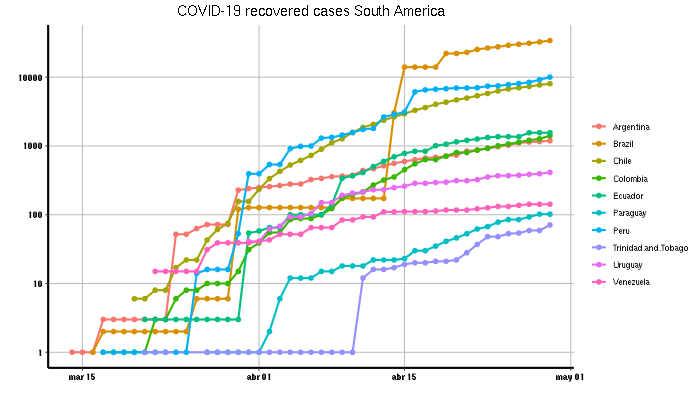 COVID-19 recovered cases South America
10000
1000
100
10
1
mar 15
abr 01
abr 15
may 01
Argentina
Brazil
Chile
Colombia
Ecuador
Paraguay
Peru
Trinidad.and.Tobago
Uruguay
Venezuela